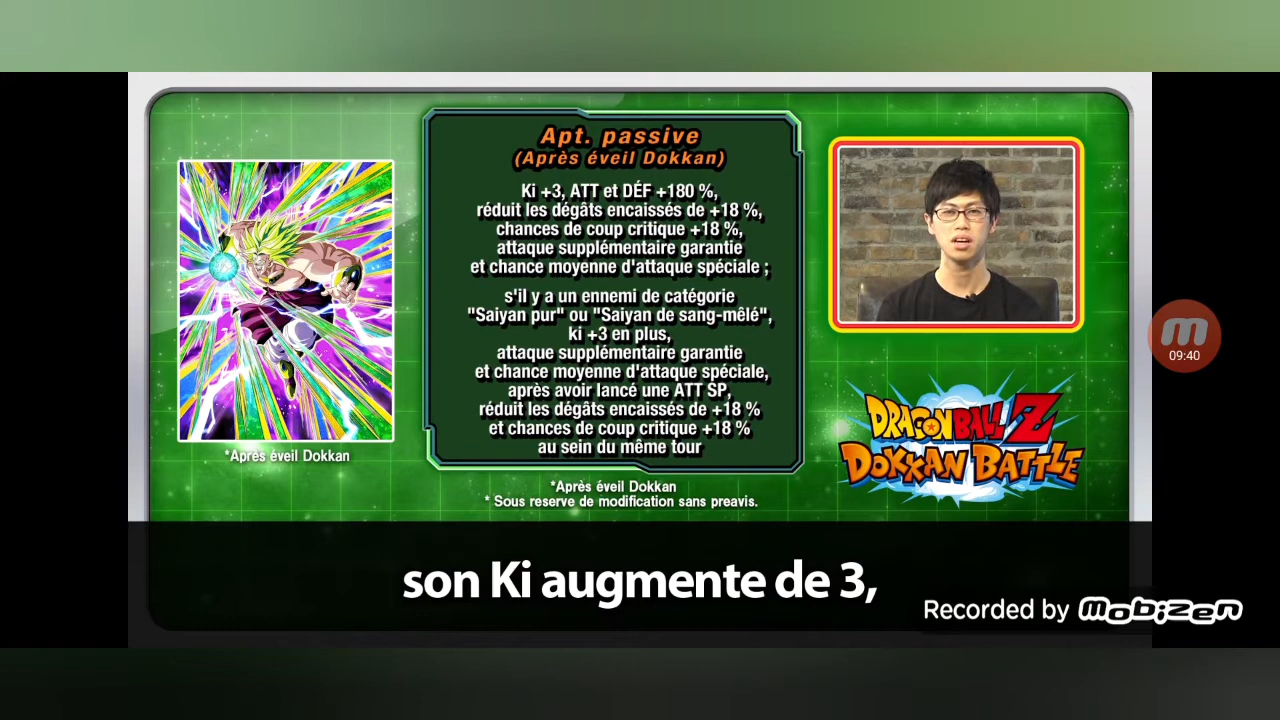 Apt. passive
(Après éveil Dokkan)
Ki +3, ATT et DÉF +180 %,
réduit les dégâts encaissés de +18 %,
chances de coup critique +18 %,
attaque supplémentaire garantie
et chance moyenne d'attaque spéciale ;
s'il y a un ennemi de catégorie
"Saiyan pur" ou "Saiyan de sang-mêlé",
ki +3 en plus,
attaque supplémentaire garantie
et chance moyenne d'attaque spéciale,
après avoir lancé une ATT SP,
réduit les dégâts encaissés de +18 %
et chances de coup critique +18 %
au sein du même tour
*Après éveil Dokkan
*Après éveil Dokkan
* Sous reserve de modification sans preavis.
DRAGON BALL Z
DOKKAN BATTLE
09:40
son Ki augmente de 3,
Recorded by mobizen